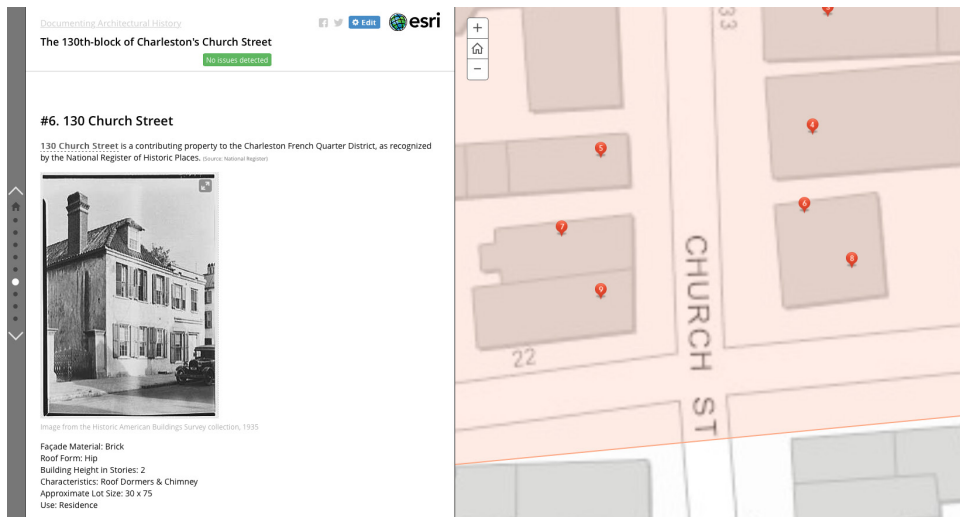 Documenting Architectural History
Edit
esri
The 130th-block of Charleston's Church Street
No issues detected
#6. 130 Church Street
130 Church Street is a contributing property to the Charleston French Quarter District, as recognized
by the National Register of Historic Places. (Source: National Register)
Image from the Historic American Buildings Survey collection, 1935
Façade Material: Brick
Roof Form: Hip
Building Height in Stories: 2
Characteristics: Roof Dormers & Chimney
Approximate Lot Size: 30 x 75
Use: Residence
+
−
33
4
5
6
7
8
9
22
CHURCH ST